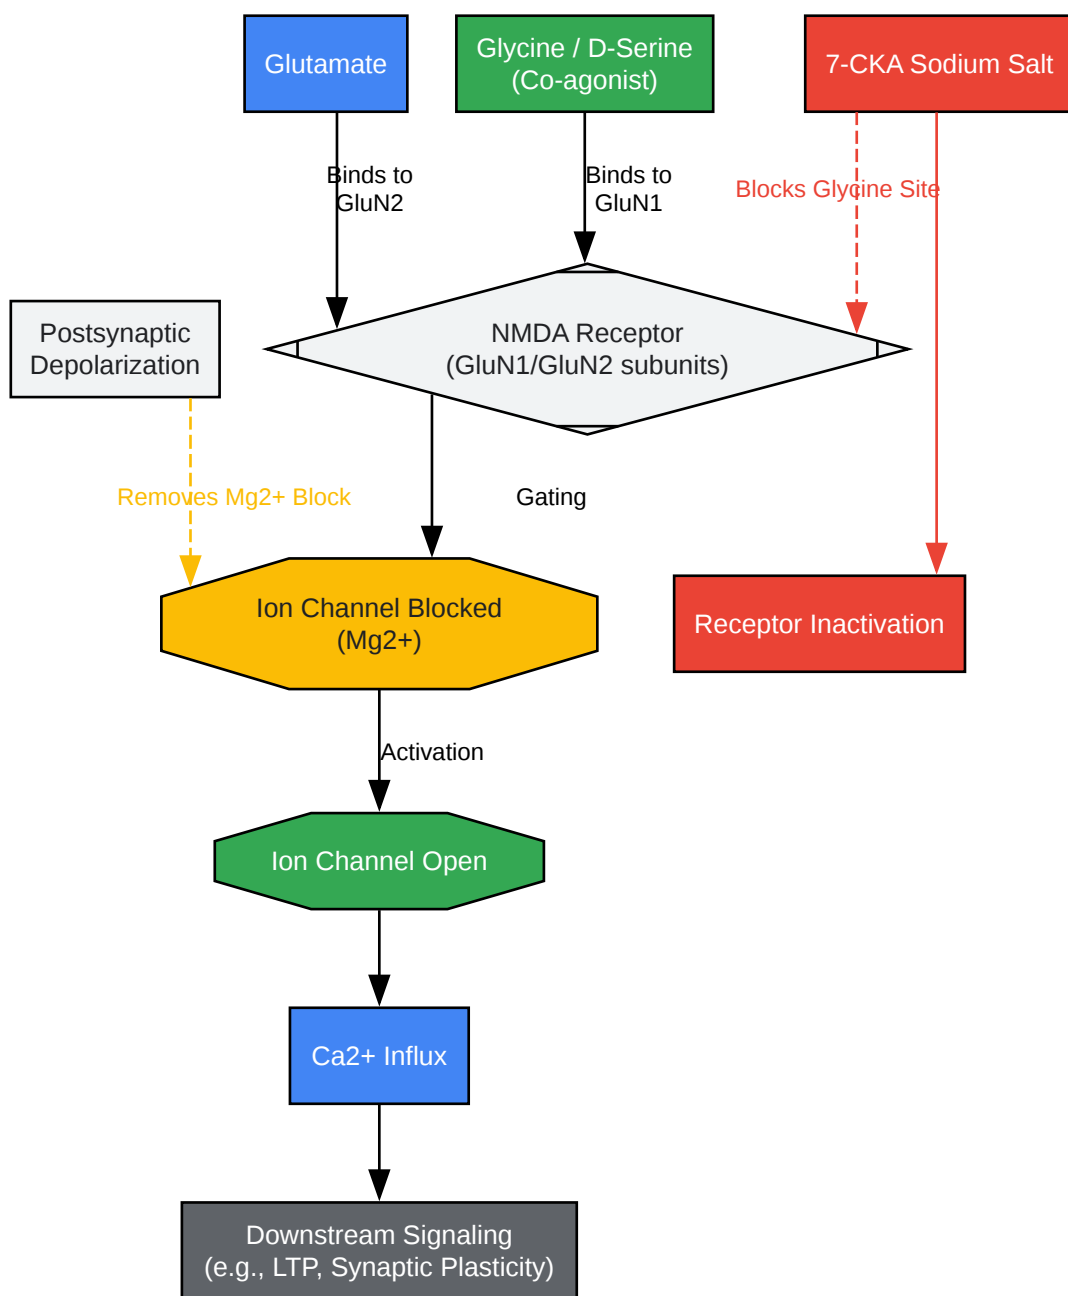 Glutamate
Glycine / D-Serine
(Co-agonist)
7-CKA Sodium Salt
Binds to
GluN2
Binds to
GluN1
Blocks Glycine Site
Postsynaptic
Depolarization
NMDA Receptor
(GluN1/GluN2 subunits)
Removes Mg2+ Block
Gating
Ion Channel Blocked
(Mg2+)
Receptor Inactivation
Activation
Ion Channel Open
Ca2+ Influx
Downstream Signaling
(e.g., LTP, Synaptic Plasticity)